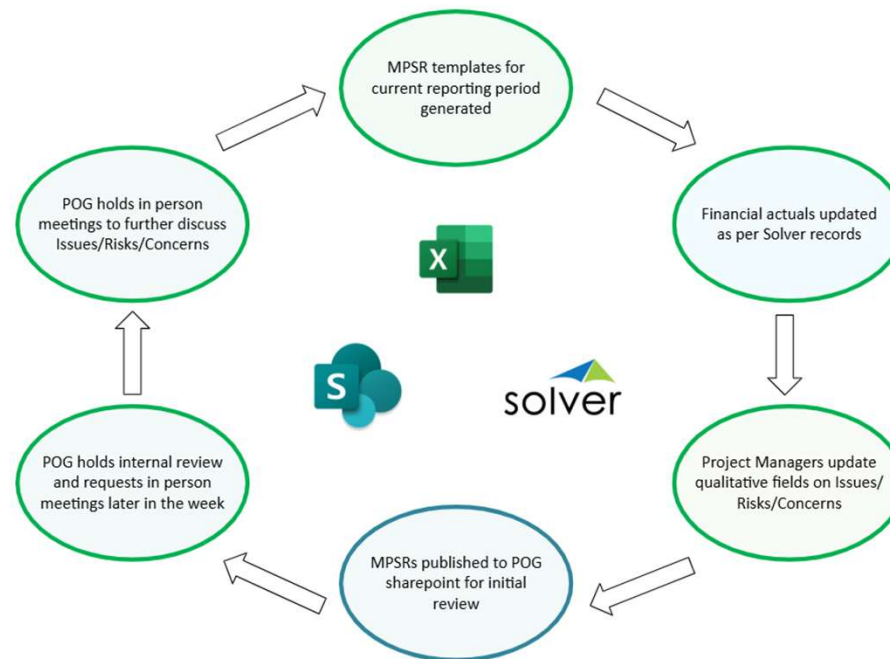 MPSR templates for
current reporting period
generated
POG holds in person
meetings to further discuss
Issues/Risks/Concerns
Financial actuals updated
as per Solver records
X
S
solver
POG holds internal review
and requests in person
meetings later in the week
Project Managers update
qualitative fields on Issues/
Risks/Concerns
MPSRs published to POG
sharepoint for initial
review